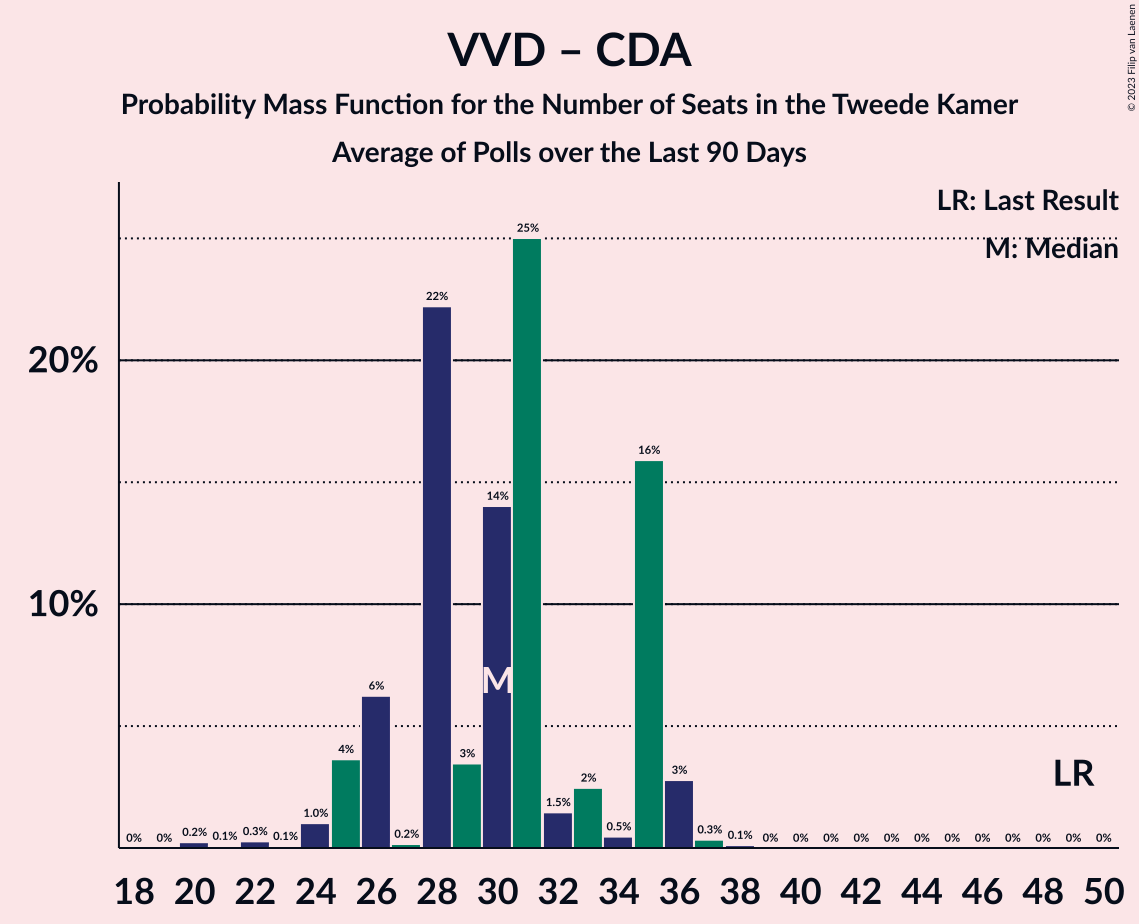 © 2023 Filip van Laenen
VVD – CDA
Probability Mass Function for the Number of Seats in the Tweede Kamer
Average of Polls over the Last 90 Days
LR: Last Result
M: Median
20%
10%
0% 0% 0.2% 0.1% 0.3% 0.1% 1.0% 4% 6% 0.2% 22% 3% 14% 25% 1.5% 2% 0.5% 16% 3% 0.3% 0.1% 0% 0% 0% 0% 0% 0% 0% 0% 0% 0% 0% 0%
M
LR
18 20 22 24 26 28 30 32 34 36 38 40 42 44 46 48 50